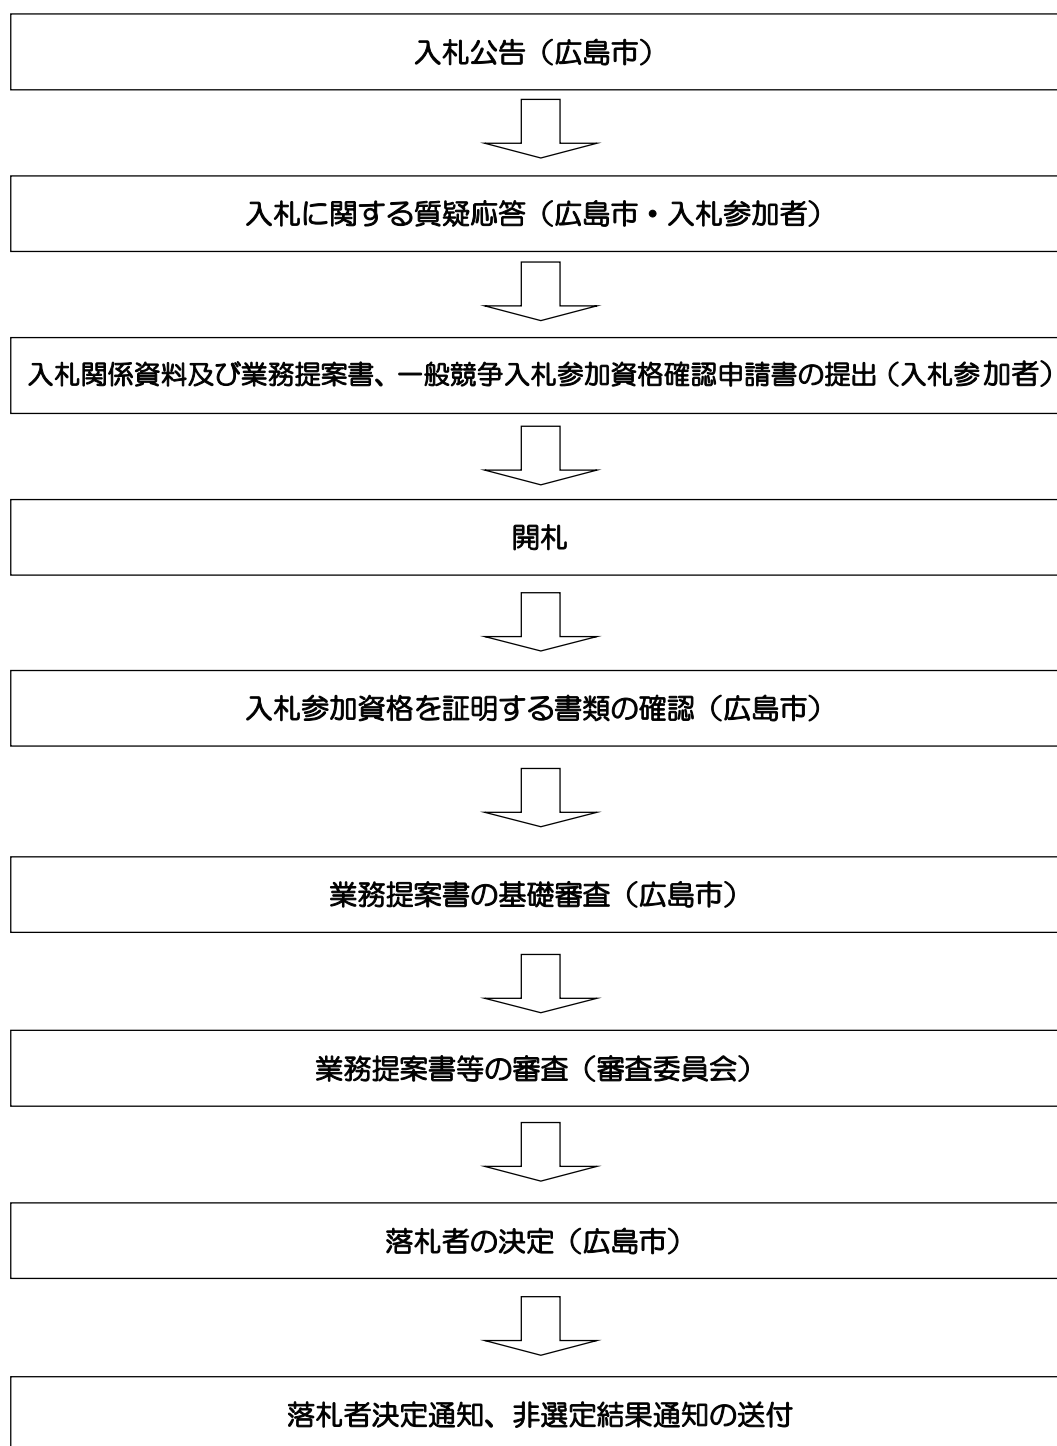 入札公告（広島市）
入札に関する質疑応答（広島市・入札参加者）
入札関係資料及び業務提案書、一般競争入札参加資格確認申請書の提出（入札参加者）
開札
入札参加資格を証明する書類の確認（広島市）
業務提案書の基礎審査（広島市）
業務提案書等の審査（審査委員会）
落札者の決定（広島市）
落札者決定通知、非選定結果通知の送付